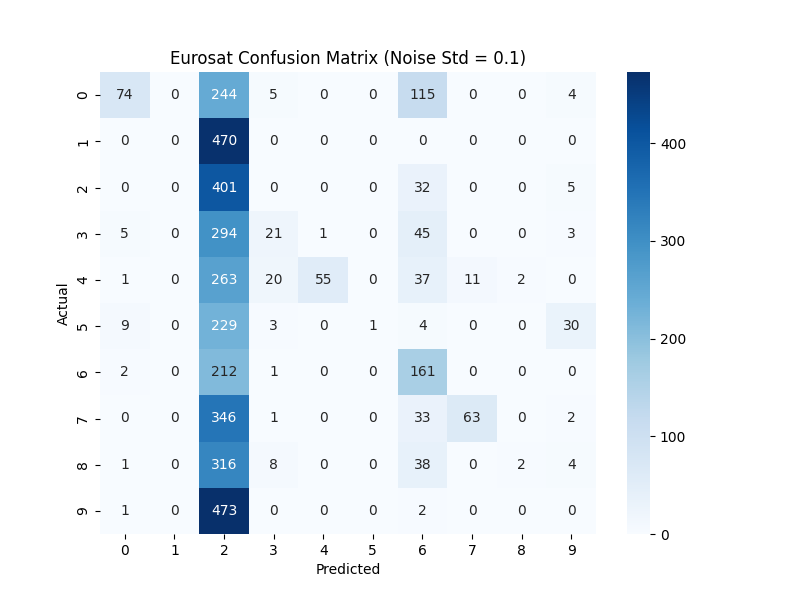 Eurosat Confusion Matrix (Noise Std = 0.1)
Actual
0 74 0 244 5 0 0 115 0 0 4
1 0 0 470 0 0 0 0 0 0 0
2 0 0 401 0 0 0 32 0 0 5
3 5 0 294 21 1 0 45 0 0 3
4 1 0 263 20 55 0 37 11 2 0
5 9 0 229 3 0 1 4 0 0 30
6 2 0 212 1 0 0 161 0 0 0
7 0 0 346 1 0 0 33 63 0 2
8 1 0 316 8 0 0 38 0 2 4
9 1 0 473 0 0 0 2 0 0 0
0 1 2 3 4 5 6 7 8 9
Predicted
400
300
200
100
0